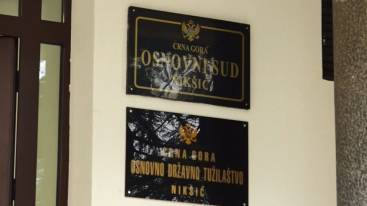 CRNA GORA
OSNOVNI SUD
NIKŠIĆ
CRNA GORA
OSNOVNO DRŽAVNO TUŽILAŠTVO
NIKŠIĆ